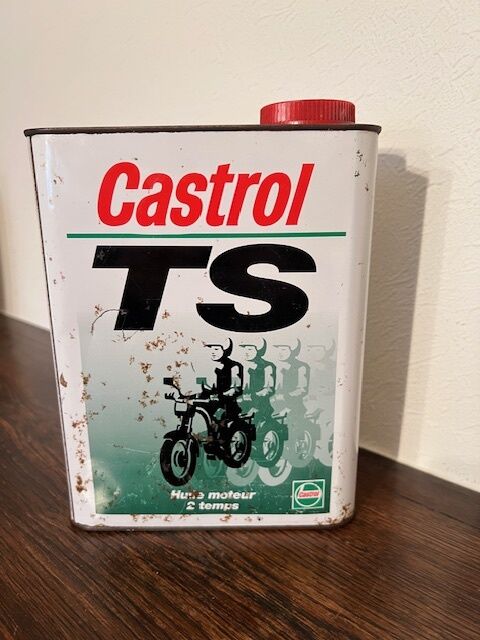 Castrol
TS
Huile moteur
2 temps
Castrol